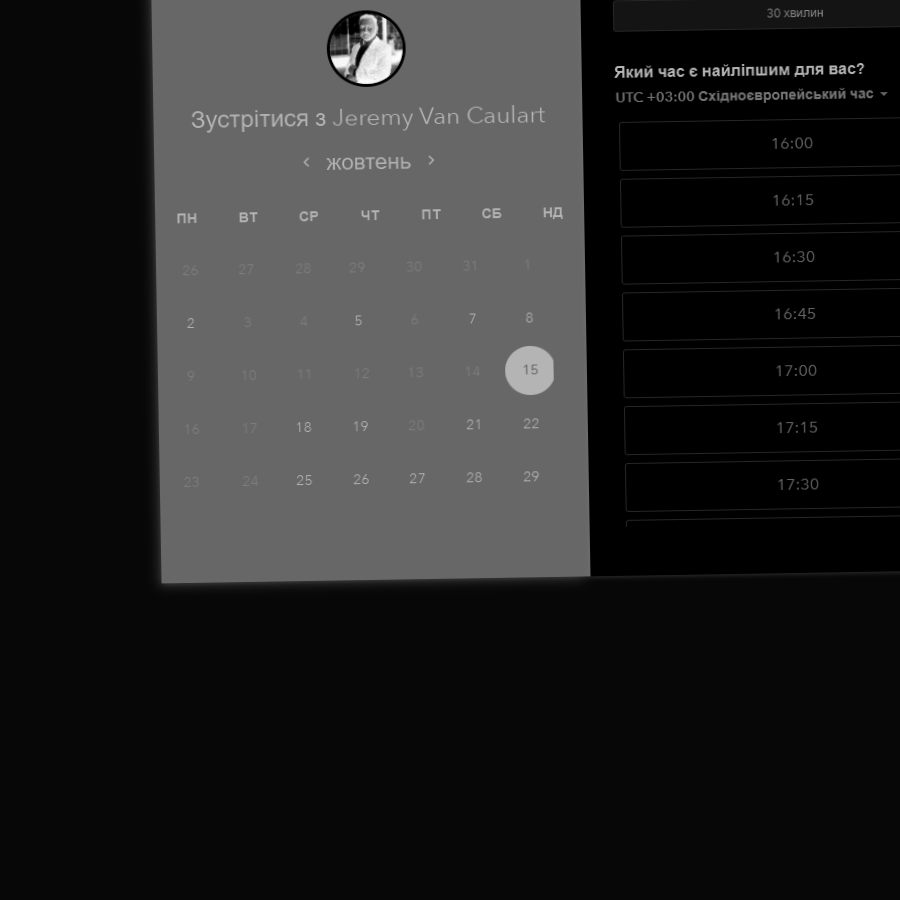 Зустрітися з Jeremy Van Caulart
жовтень
ПН ВТ СР ЧТ ПТ СБ НД
26 27 28 29 30 31 1
2 3 4 5 6 7 8
9 10 11 12 13 14 15
16 17 18 19 20 21 22
23 24 25 26 27 28 29
30 хвилин
Який час є найліпшим для вас?
UTC +03:00 Східноєвропейський час
16:00
16:15
16:30
16:45
17:00
17:15
17:30